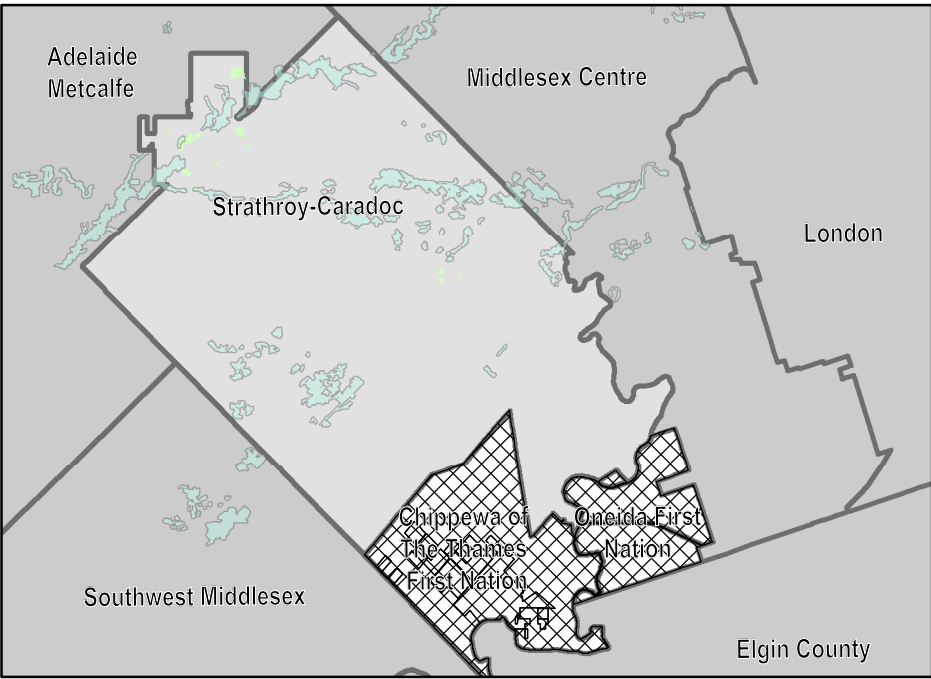 Adelaide
Metcalfe
Middlesex Centre
Strathroy-Caradoc
London
Chippewa of
The Thames
First Nation
Oneida First
Nation
Southwest Middlesex
Elgin County